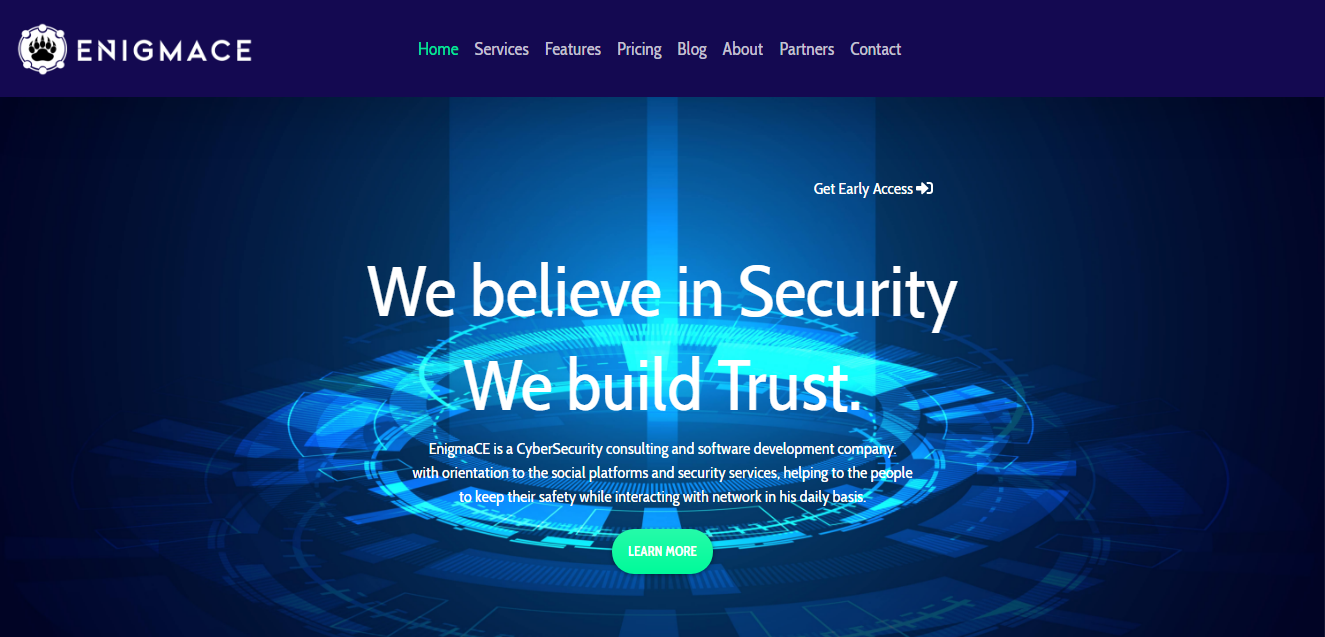 ENIGMACE
Home Services Features Pricing Blog About Partners Contact
Get Early Access
We believe in Security
We build Trust.
EnigmaCE is a CyberSecurity consulting and software development company.
with orientation to the social platforms and security services, helping to the people
to keep their safety while interacting with network in his daily basis.
LEARN MORE